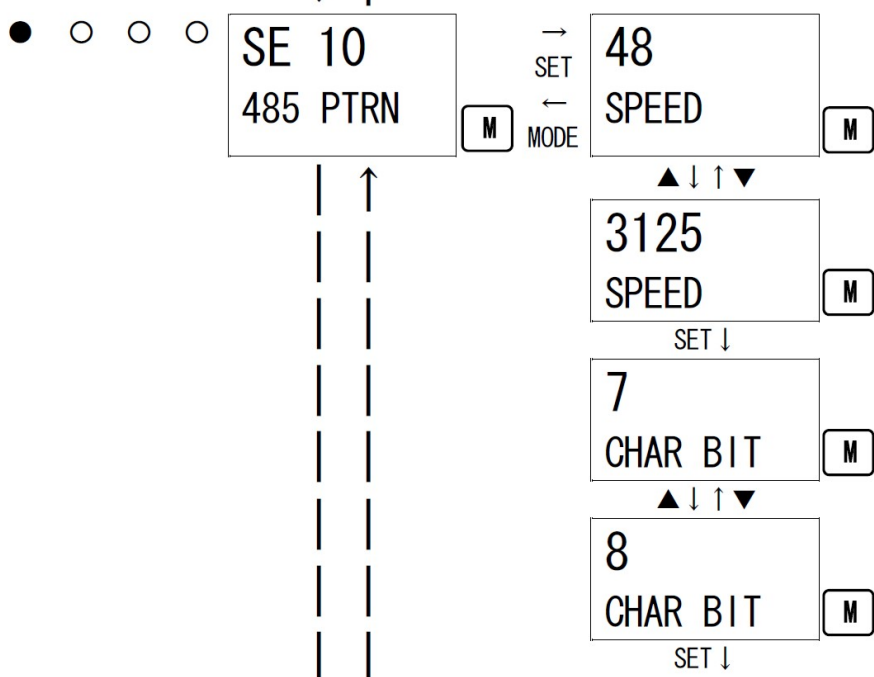 ● ○ ○ ○
SE 10
485 PTRN
M
→
SET
←
MODE
48
SPEED
M
▲↓↑▼
3125
SPEED
M
SET↓
7
CHAR BIT
M
▲↓↑▼
8
CHAR BIT
M
SET↓